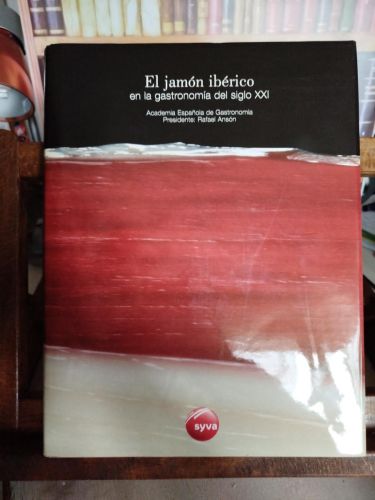 El jamón ibérico
en la gastronomía del siglo XXI
Academia Española de Gastronomía
Presidente: Rafael Ansón
syva